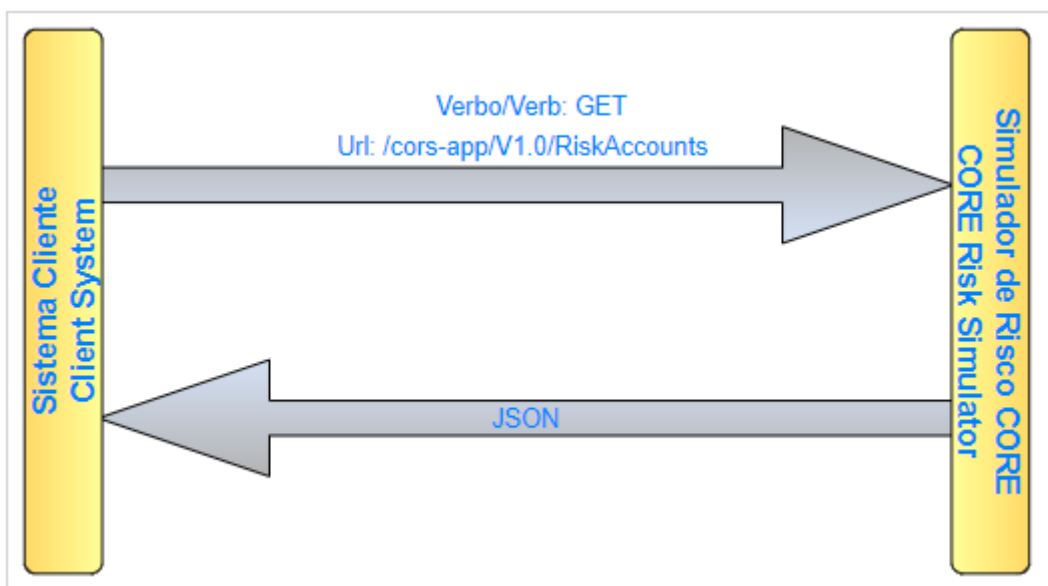 Verbo/Verb: GET
Url: /cors-app/V1.0/RiskAccounts
Sistema Cliente
Client System
Simulador de Risco CORE
CORE Risk Simulator
JSON